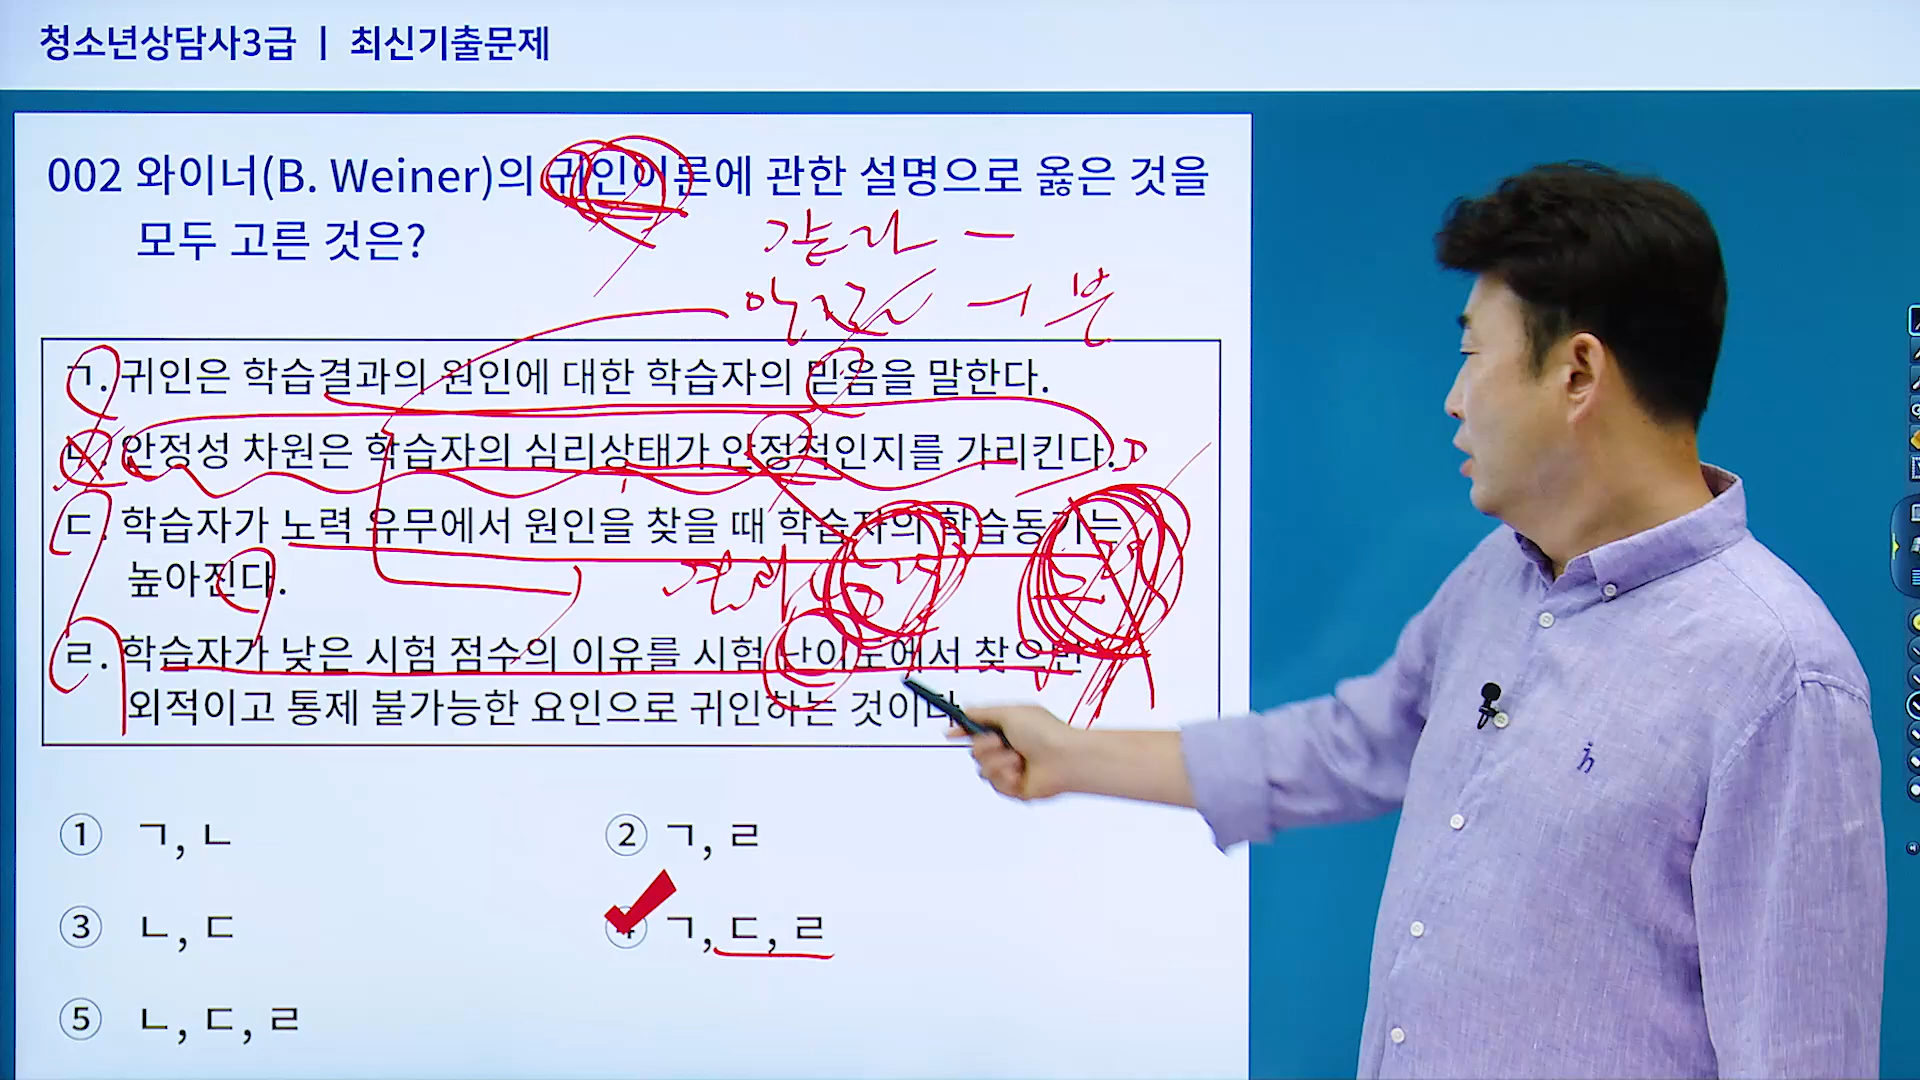 청소년상담사3급 | 최신기출문제
002 와이너(B. Weiner)의 귀인이론에 관한 설명으로 옳은 것을
모두 고른 것은?
ㄱ. 귀인은 학습결과의 원인에 대한 학습자의 믿음을 말한다.
ㄴ. 안정성 차원은 학습자의 심리상태가 안정적인지를 가리킨다.
ㄷ. 학습자가 노력 유무에서 원인을 찾을 때 학습자의 학습동기는
높아진다.
결과
ㄹ. 학습자가 낮은 시험 점수의 이유를 시험 난이도에서 찾으면
외적이고 통제 불가능한 요인으로 귀인하는 것이다
① ㄱ, ㄴ
② ㄱ, ㄹ
③ ㄴ, ㄷ
④ ㄱ, ㄷ, ㄹ
⑤ ㄴ, ㄷ, ㄹ